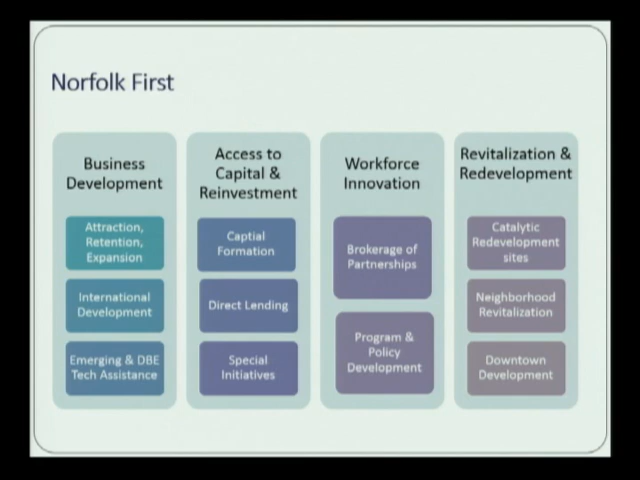 Norfolk First
Business
Development
Attraction,
Retention,
Expansion
International
Development
Emerging & DBE
Tech Assistance
Access to
Capital &
Reinvestment
Captial
Formation
Direct Lending
Special
Initiatives
Workforce
Innovation
Brokerage of
Partnerships
Program &
Policy
Development
Revitalization &
Redevelopment
Catalytic
Redevelopment
sites
Neighborhood
Revitalization
Downtown
Development